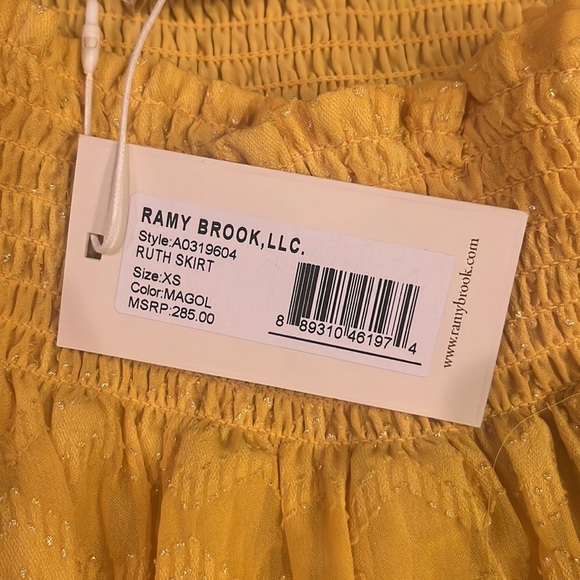 RAMY BROOK,LLC.
Style:A0319604
RUTH SKIRT
Size:XS
Color:MAGOL
MSRP:285.00
8 89310 46197 4
www.ramybrook.com